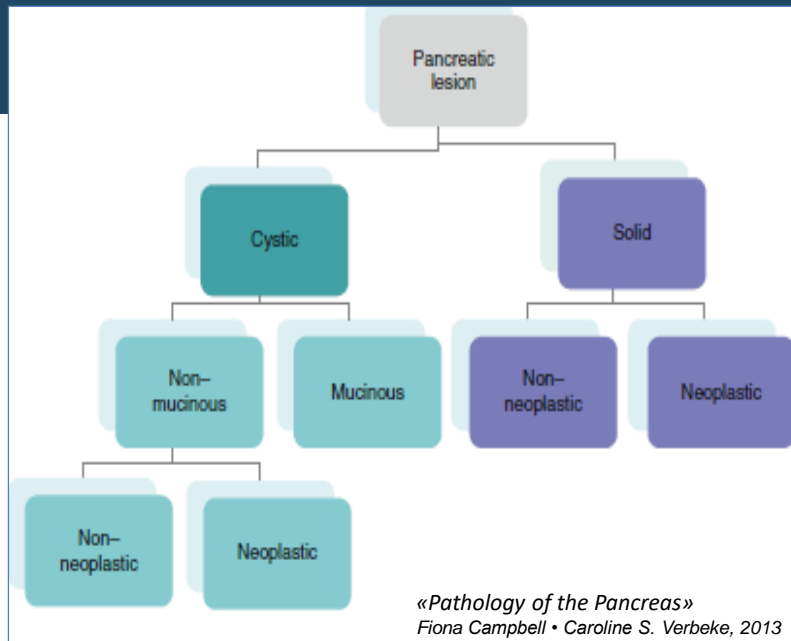 Pancreatic
lesion
Cystic
Solid
Non–
mucinous
Mucinous
Non–
neoplastic
Neoplastic
Non–
neoplastic
Neoplastic
«Pathology of the Pancreas»
Fiona Campbell • Caroline S. Verbeke, 2013